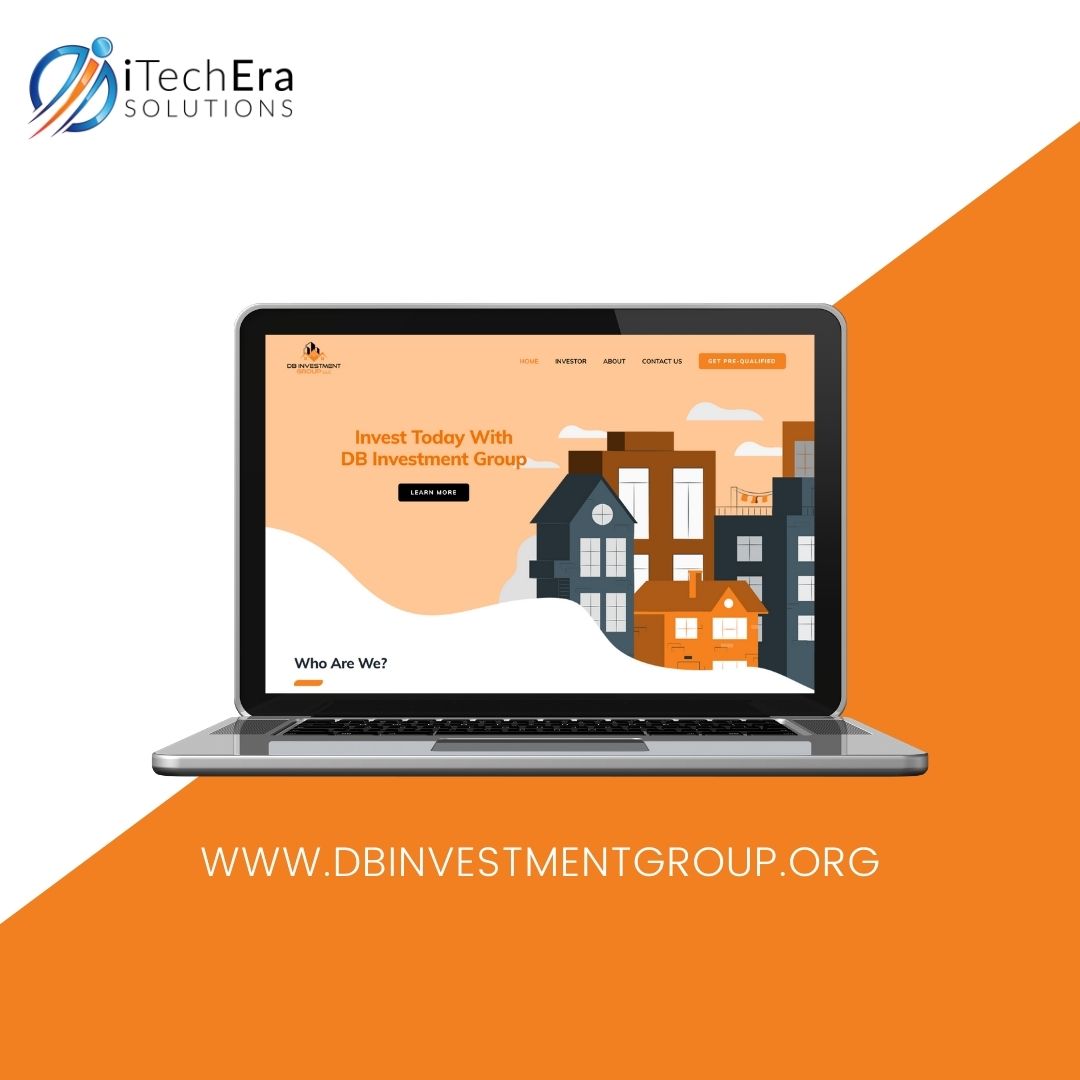 iTechEra
SOLUTIONS
DB INVESTMENT
GROUP LLC
HOME INVESTOR ABOUT CONTACT US GET PRE-QUALIFIED
Invest Today With
DB Investment Group
LEARN MORE
Who Are We?
WWW.DBINVESTMENTGROUP.ORG